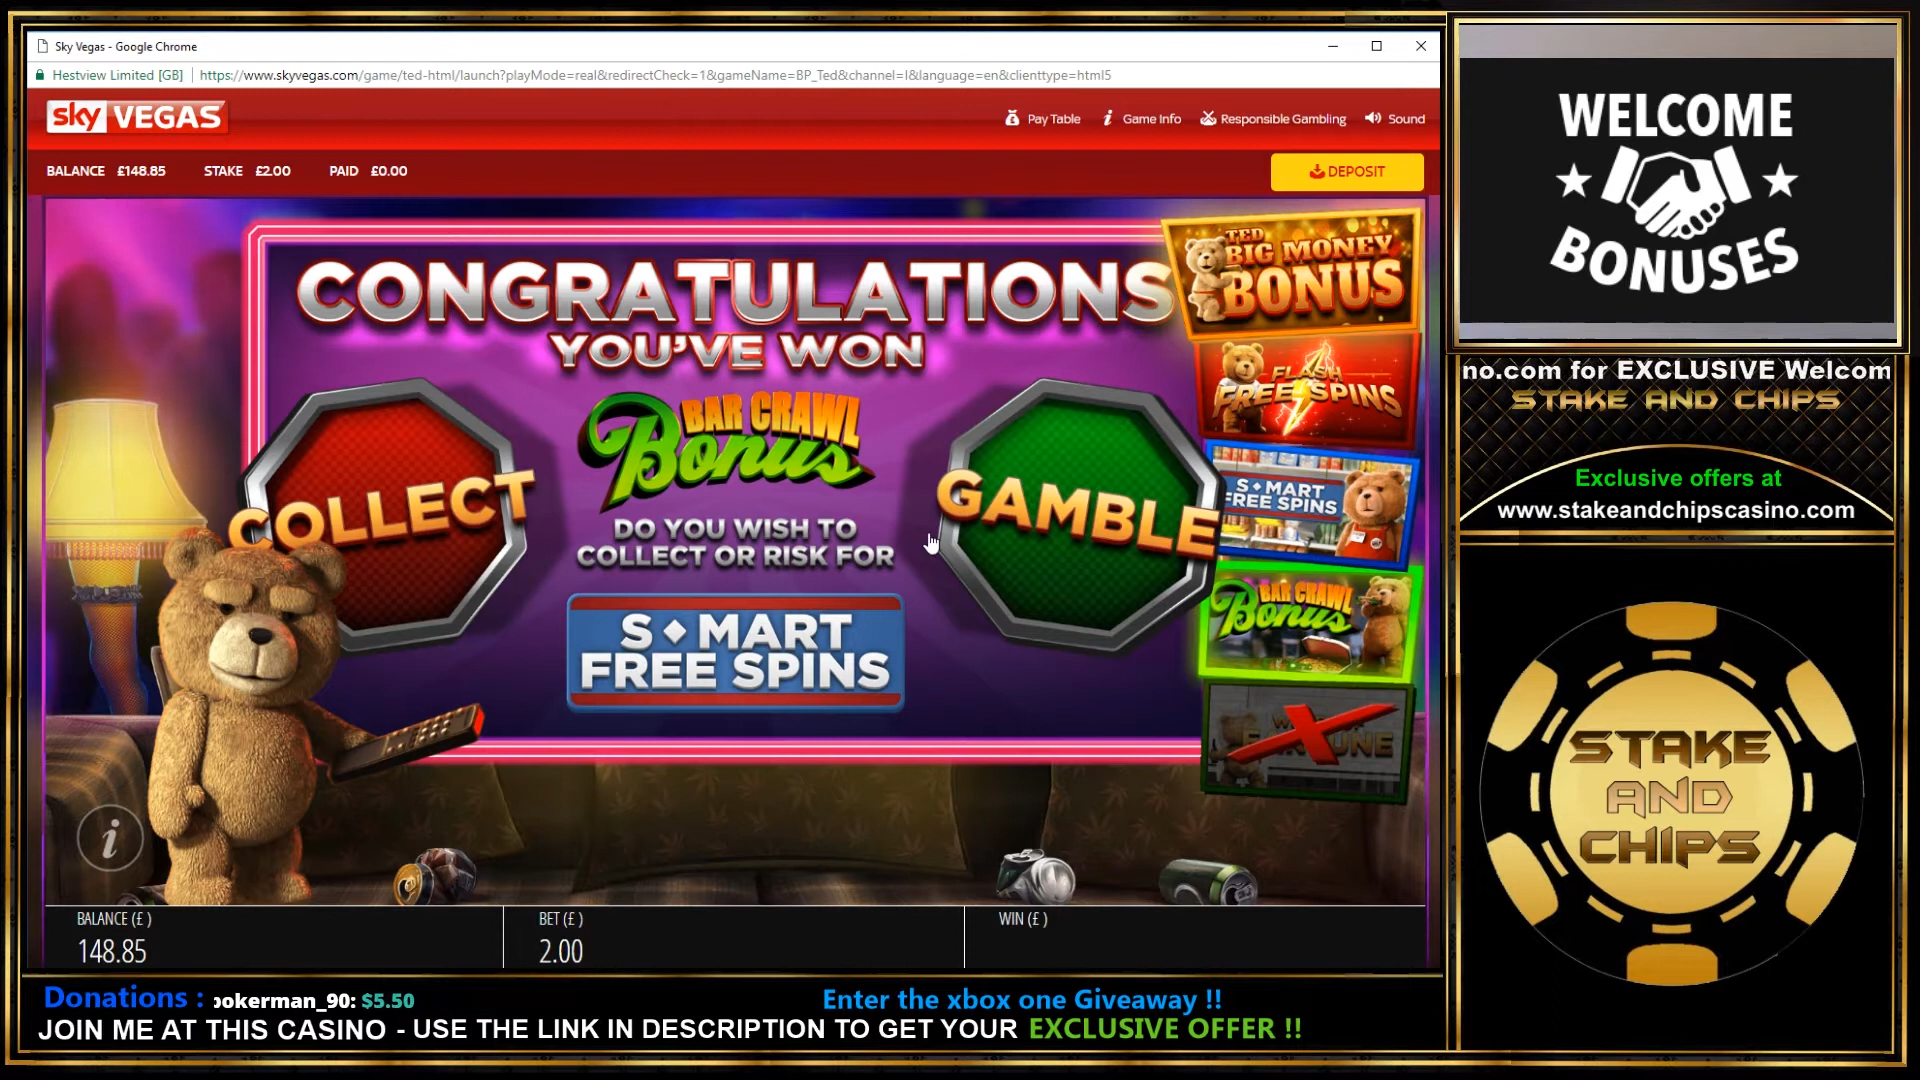 Sky Vegas - Google Chrome
Hestview Limited [GB] https://www.skyvegas.com/game/ted-html/launch?playMode=real&redirectCheck=1&gameName=BP_Ted&channel=I&language=en&clienttype=html5
sky VEGAS
Pay Table
Game Info
Responsible Gambling
Sound
BALANCE £148.85
STAKE £2.00
PAID £0.00
DEPOSIT
CONGRATULATIONS
YOU'VE WON
BAR CRAWL
Bonus
COLLECT
GAMBLE
DO YOU WISH TO
COLLECT OR RISK FOR
S♦MART
FREE SPINS
TED
BIG MONEY
BONUS
FLASH
FREE SPINS
S♦MART
FREE SPINS
BAR CRAWL
Bonus
BALANCE (£ )
148.85
BET (£ )
2.00
WIN (£ )
Donations : pokerman_90: $5.50
Enter the xbox one Giveaway !!
JOIN ME AT THIS CASINO - USE THE LINK IN DESCRIPTION TO GET YOUR EXCLUSIVE OFFER !!
WELCOME
BONUSES
no.com for EXCLUSIVE Welcom
STAKE AND CHIPS
Exclusive offers at
www.stakeandchipscasino.com
STAKE
AND
CHIPS